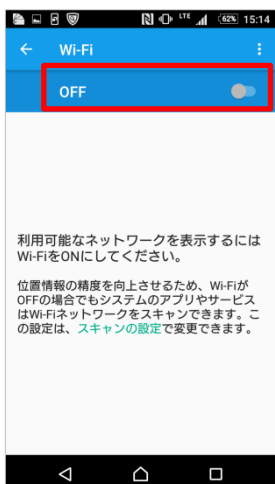 LTE 62% 15:14
Wi-Fi
OFF
利用可能なネットワークを表示するには
Wi-FiをONにしてください。
位置情報の精度を向上させるため、Wi-Fiが
OFFの場合でもシステムのアプリやサービス
はWi-Fiネットワークをスキャンできます。こ
の設定は、スキャンの設定で変更できます。